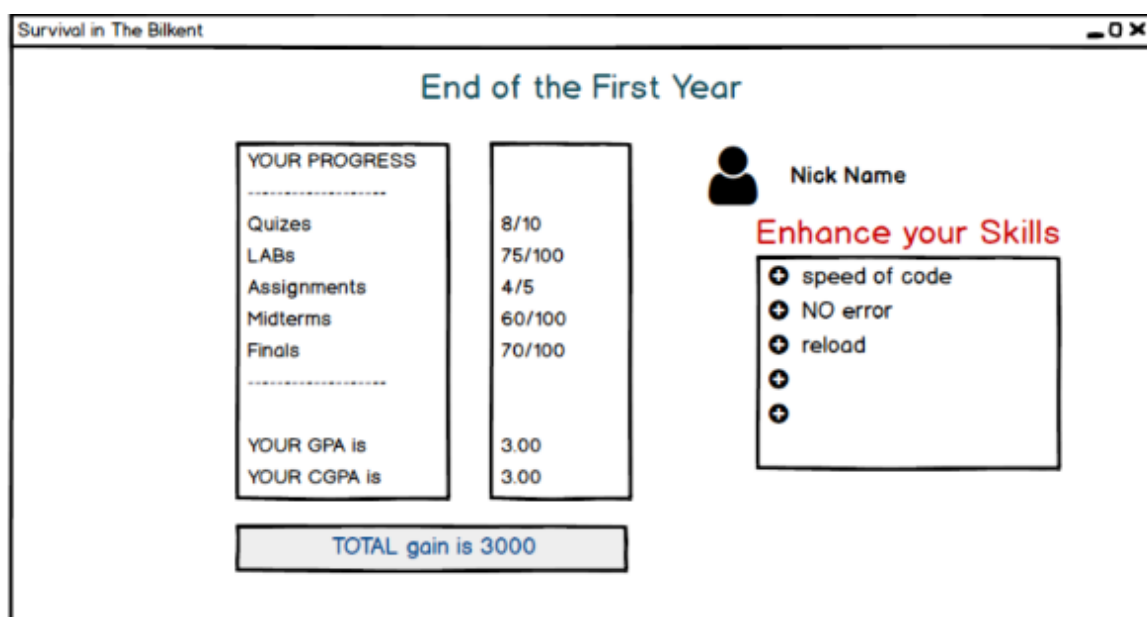 Survival in The Bilkent
End of the First Year
YOUR PROGRESS
-------------------
Quizes 8/10
LABs 75/100
Assignments 4/5
Midterms 60/100
Finals 70/100
-------------------
YOUR GPA is 3.00
YOUR CGPA is 3.00
TOTAL gain is 3000
Nick Name
Enhance your Skills
speed of code
NO error
reload